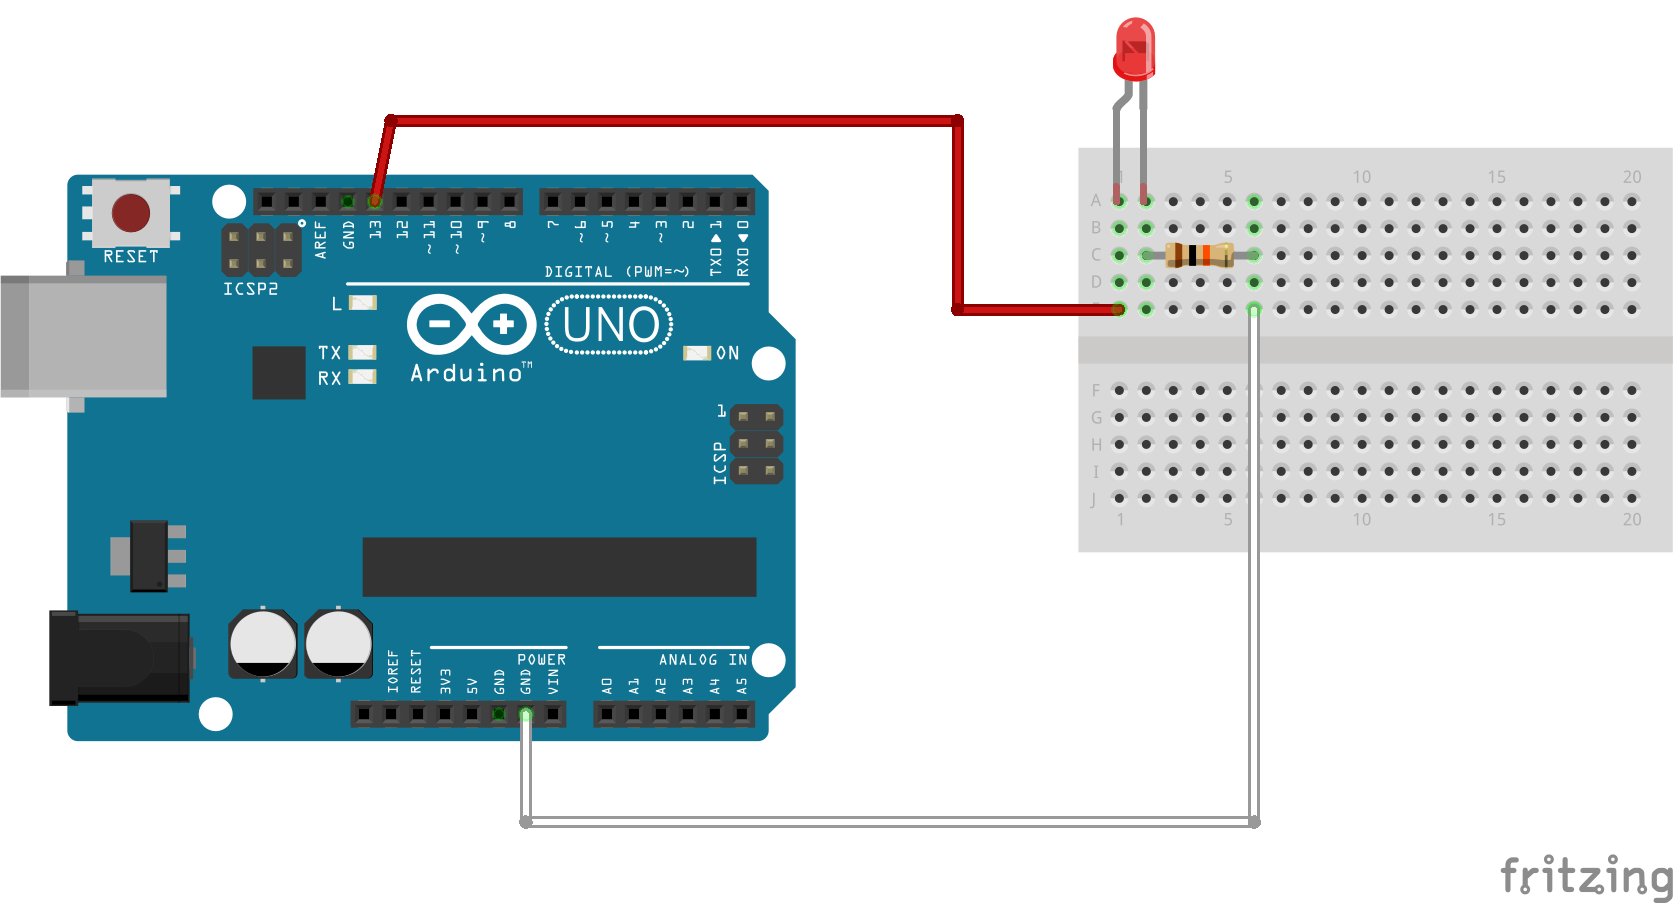 RESET
ICSP2
AREF
GND
13
12
~11
~10
~9
8
7
~6
~5
4
~3
2
TX0▶1
RX0◀0
DIGITAL (PWM=~)
L
TX
RX
UNO
Arduino™
ON
1
ICSP
IOREF
RESET
3V3
5V
GND
GND
VIN
POWER
ANALOG IN
A0
A1
A2
A3
A4
A5
1 5 10 15 20
A
B
C
D
F
G
H
I
J
1 5 10 15 20
fritzing